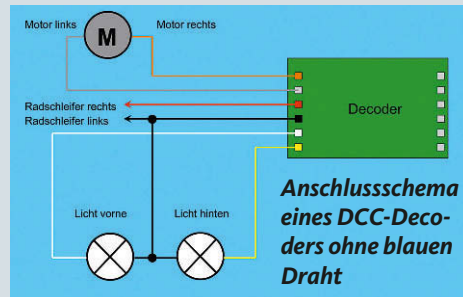 Motor links
Motor rechts
M
Radschleifer rechts
Radschleifer links
Decoder
Licht vorne
Licht hinten
Anschlussschema
eines DCC-Deco-
ders ohne blauen
Draht